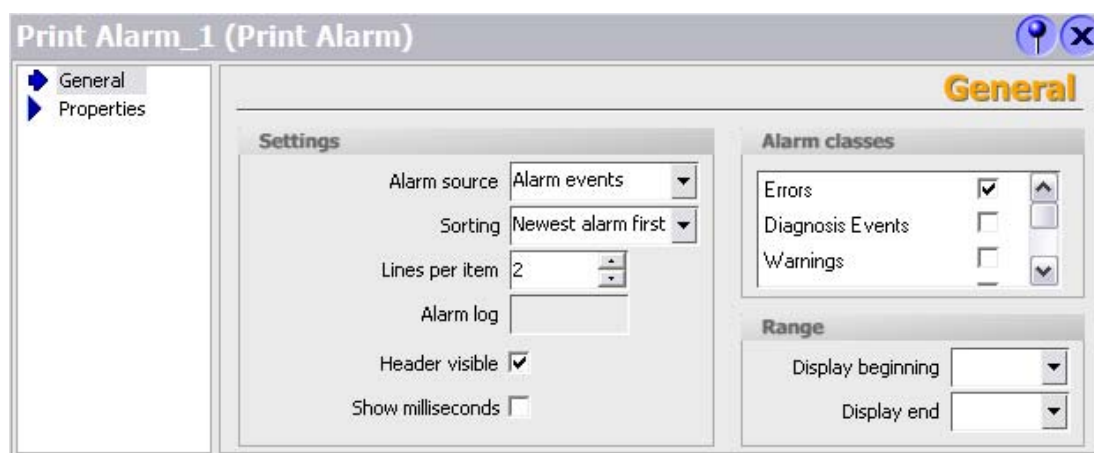 Print Alarm_1 (Print Alarm)
General
Properties
General
Settings
Alarm source Alarm events
Sorting Newest alarm first
Lines per item 2
Alarm log
Header visible
Show milliseconds
Alarm classes
Errors
Diagnosis Events
Warnings
Range
Display beginning
Display end